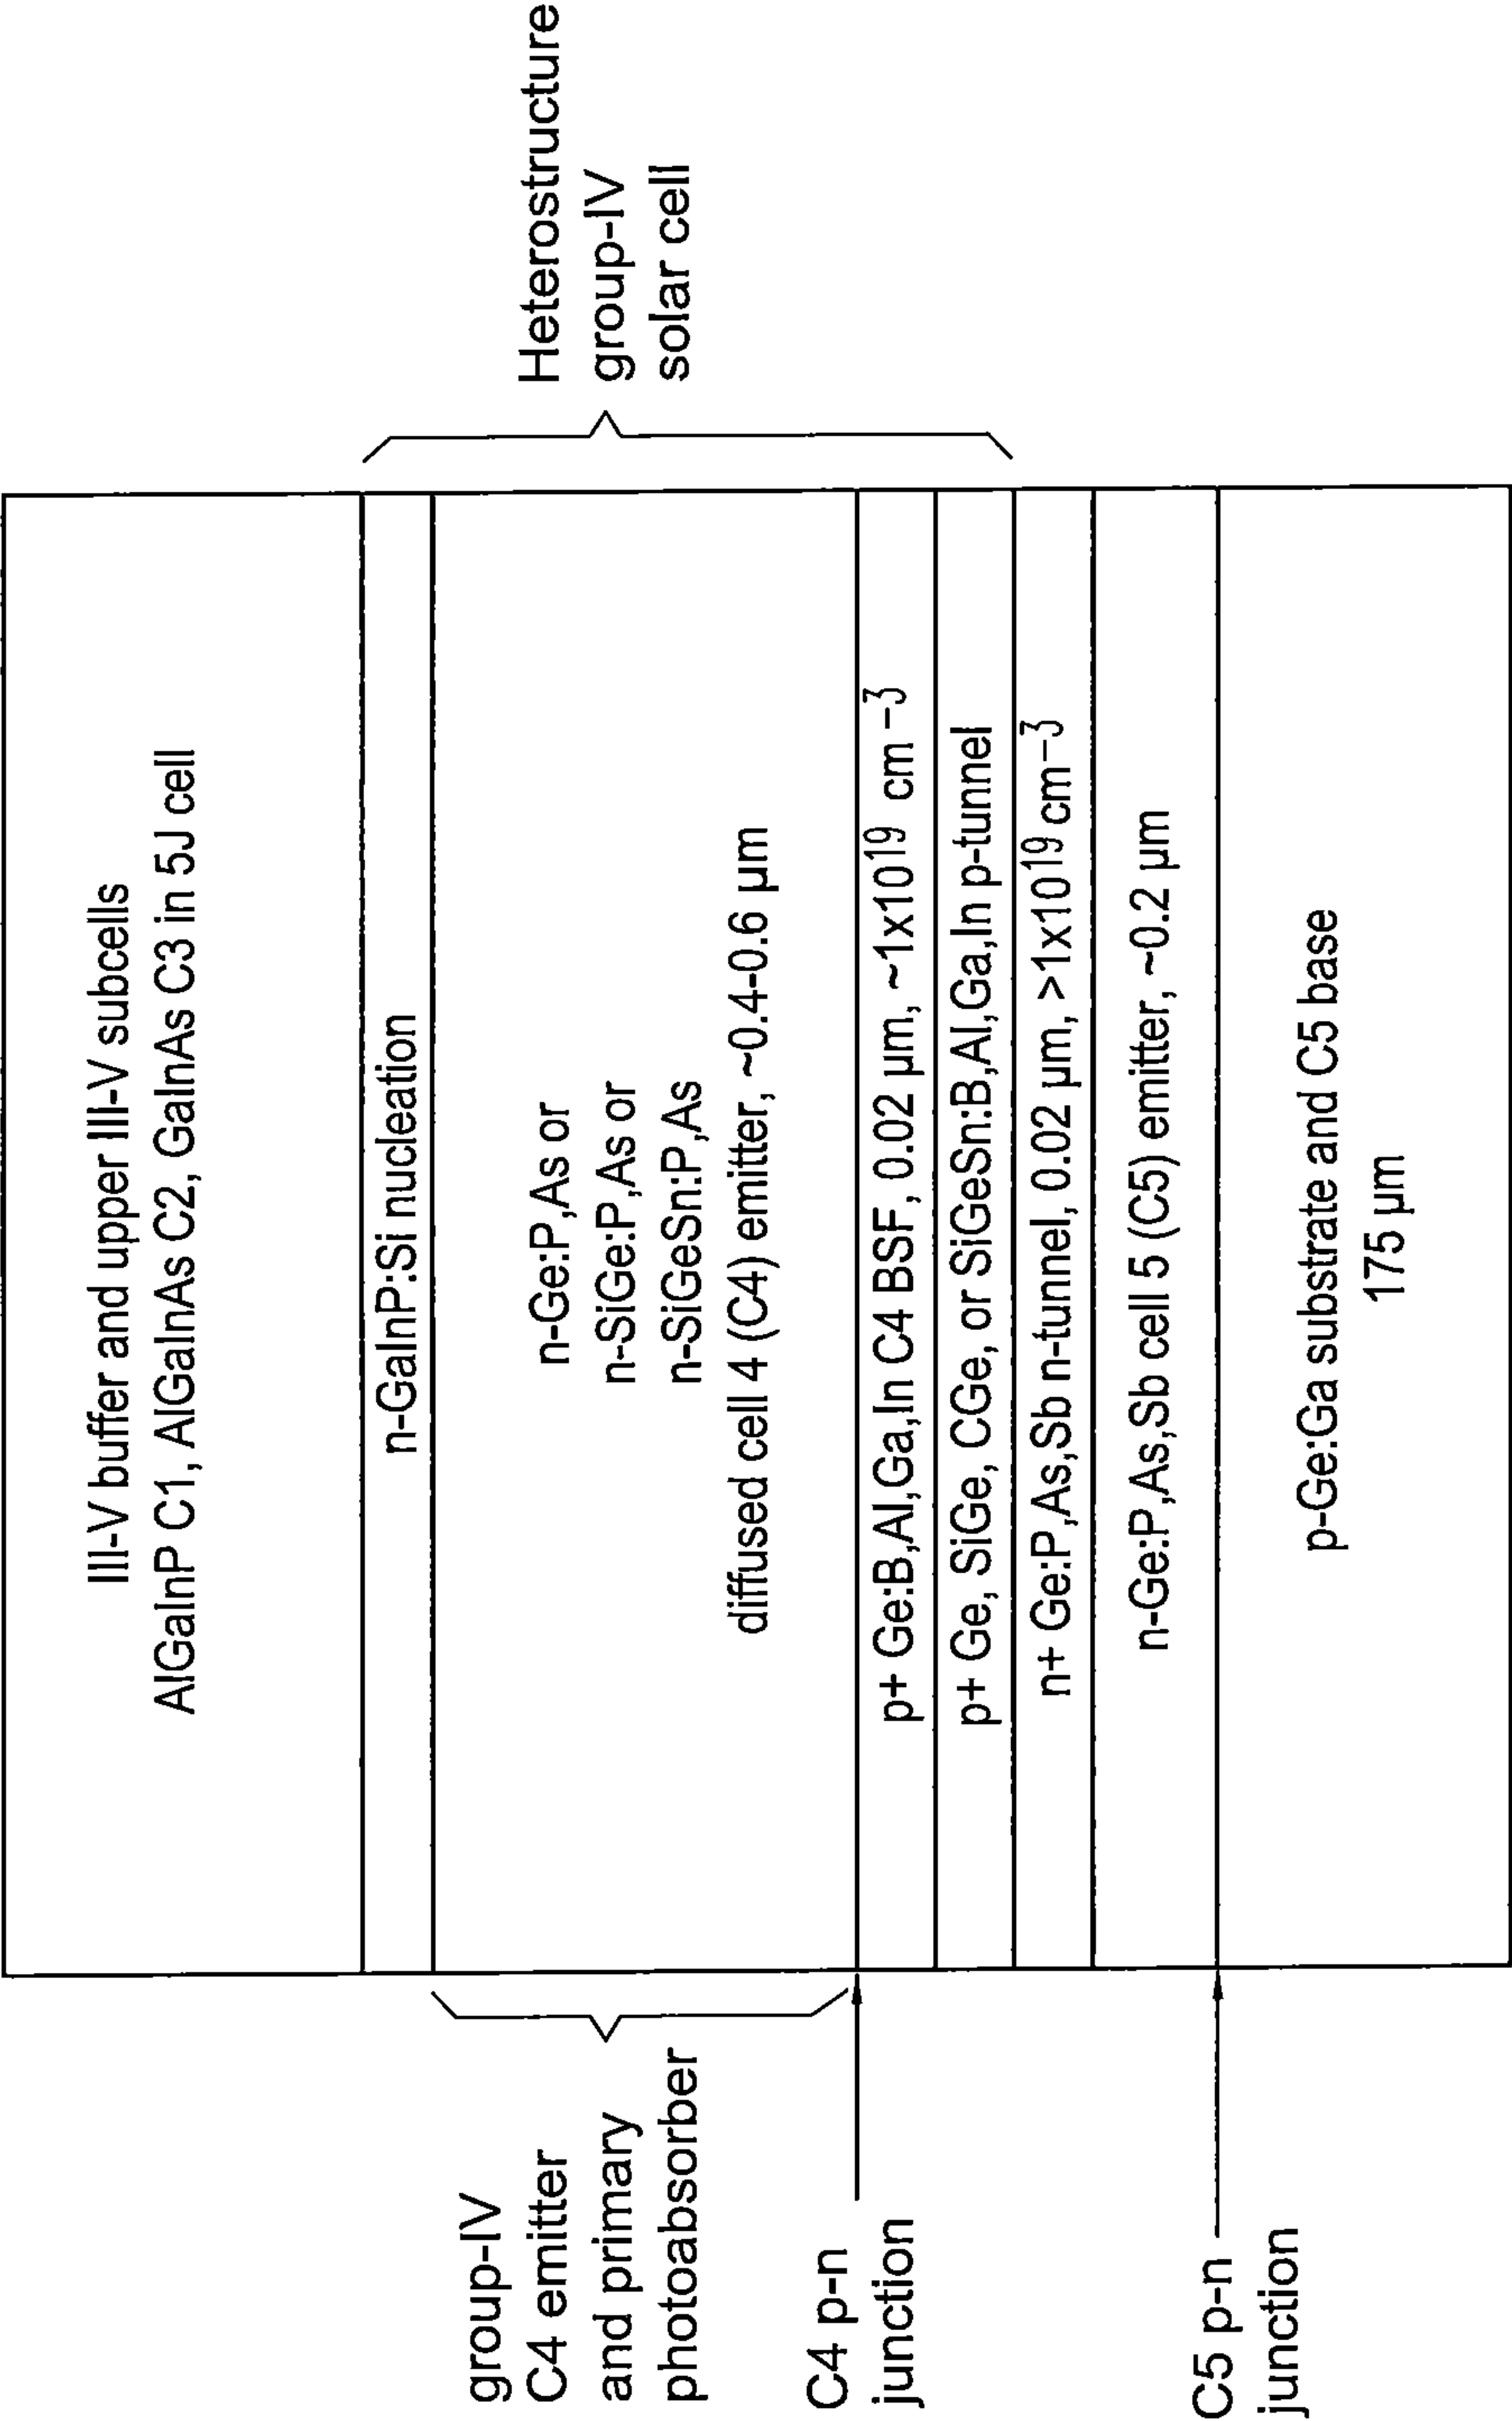 III-V buffer and upper III-V subcells
AlGaInP C1, AlGaInAs C2, GaInAs C3 in 5J cell
n-GaInP:Si nucleation
n-Ge:P,As or
n-SiGe:P,As or
n-SiGeSn:P,As
diffused cell 4 (C4) emitter, ~0.4-0.6 µm
p+ Ge:B,Al,Ga,In C4 BSF, 0.02 µm, ~1x10¹⁹ cm⁻³
p+ Ge, SiGe, CGe, or SiGeSn:B,Al,Ga,In p-tunnel
n+ Ge:P,As,Sb n-tunnel, 0.02 µm, >1x10¹⁹ cm⁻³
n-Ge:P,As,Sb cell 5 (C5) emitter, ~0.2 µm
p-Ge:Ga substrate and C5 base
175 µm
group-IV
C4 emitter
and primary
photoabsorber
C4 p-n
junction
C5 p-n
junction
Heterostructure
group-IV
solar cell